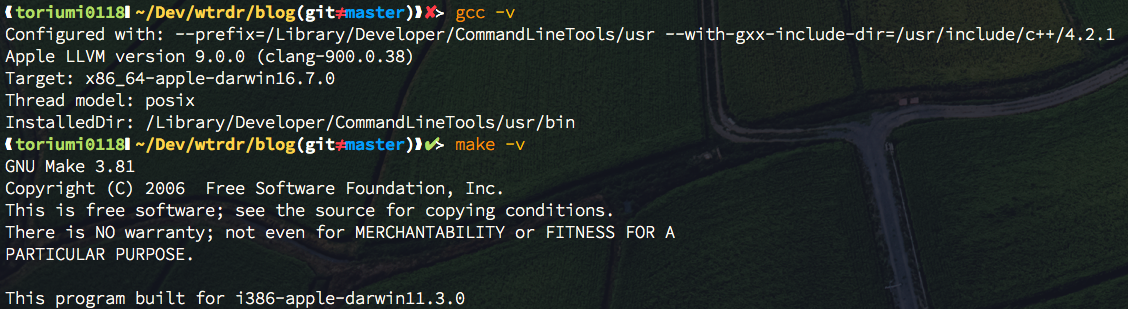 (toriumi0118 ~/Dev/wtrdr/blog(git≠master))✘> gcc -v
Configured with: --prefix=/Library/Developer/CommandLineTools/usr --with-gxx-include-dir=/usr/include/c++/4.2.1
Apple LLVM version 9.0.0 (clang-900.0.38)
Target: x86_64-apple-darwin16.7.0
Thread model: posix
InstalledDir: /Library/Developer/CommandLineTools/usr/bin
(toriumi0118 ~/Dev/wtrdr/blog(git≠master))✔> make -v
GNU Make 3.81
Copyright (C) 2006  Free Software Foundation, Inc.
This is free software; see the source for copying conditions.
There is NO warranty; not even for MERCHANTABILITY or FITNESS FOR A
PARTICULAR PURPOSE.
This program built for i386-apple-darwin11.3.0